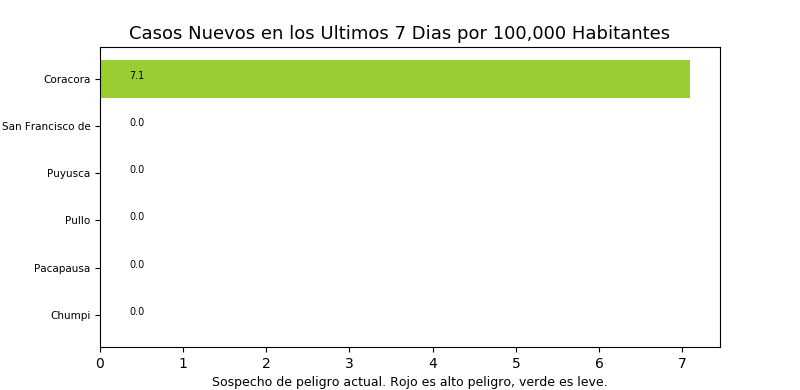 Casos Nuevos en los Ultimos 7 Dias por 100,000 Habitantes
Coracora 7.1
San Francisco de 0.0
Puyusca 0.0
Pullo 0.0
Pacapausa 0.0
Chumpi 0.0
0 1 2 3 4 5 6 7
Sospecho de peligro actual. Rojo es alto peligro, verde es leve.